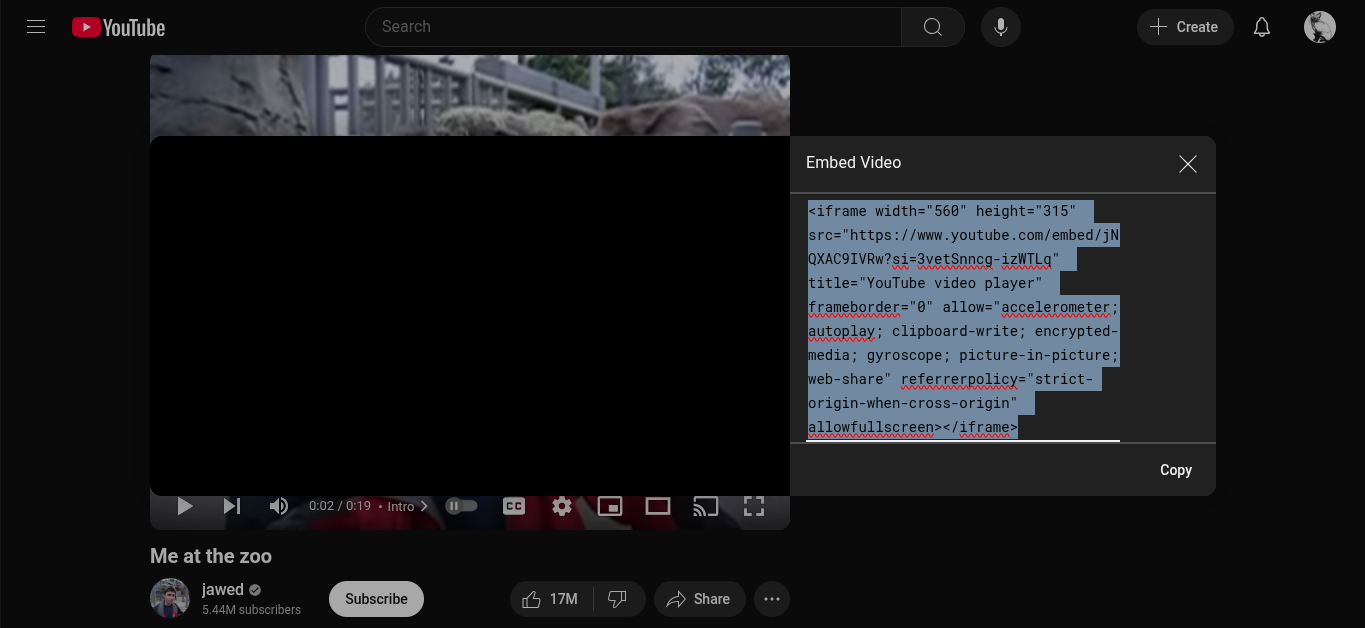 YouTube
Search
Create
Embed Video
<iframe width="560" height="315"
src="https://www.youtube.com/embed/jN
QXAC9IVRw?si=3vetSnncg-izWTLq"
title="YouTube video player"
frameborder="0" allow="accelerometer;
autoplay; clipboard-write; encrypted-
media; gyroscope; picture-in-picture;
web-share" referrerpolicy="strict-
origin-when-cross-origin"
allowfullscreen></iframe>
Copy
0:02 / 0:19 • Intro
CC
Me at the zoo
jawed
5.44M subscribers
Subscribe
17M
Share